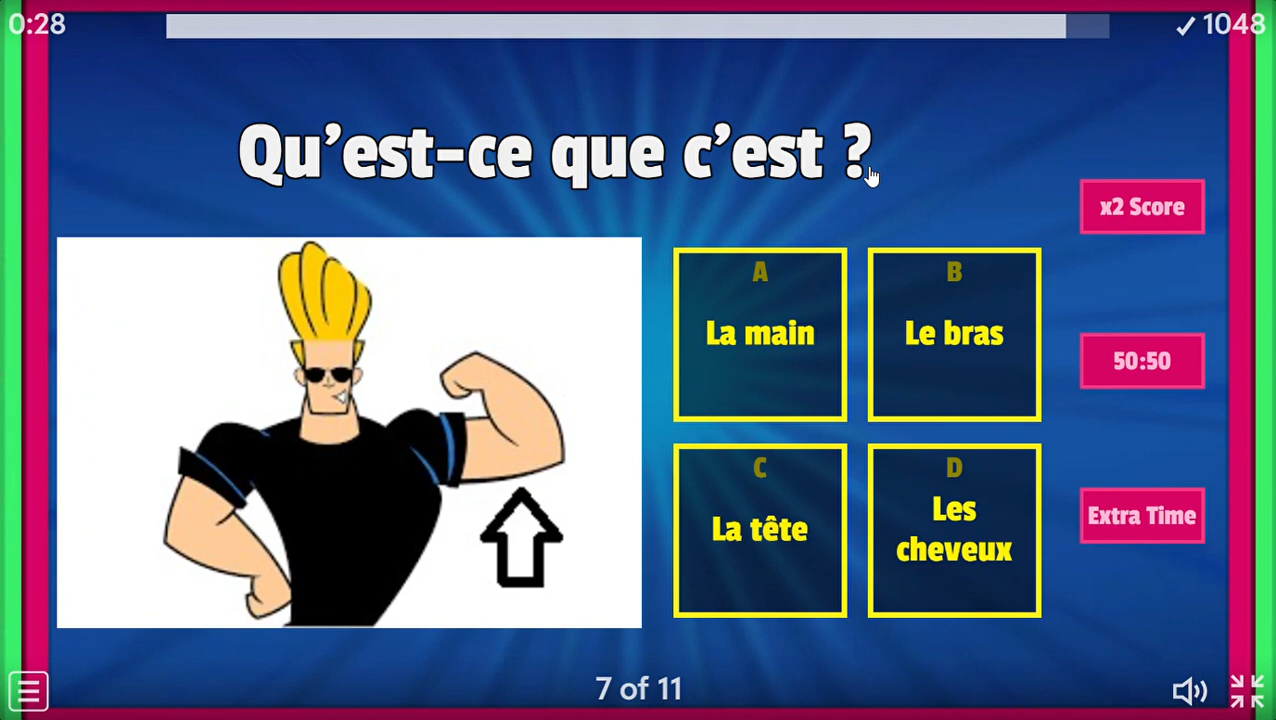 0:28
✓ 1048
Qu'est-ce que c'est ?
x2 Score
A
La main
B
Le bras
50:50
C
La tête
D
Les
cheveux
Extra Time
7 of 11